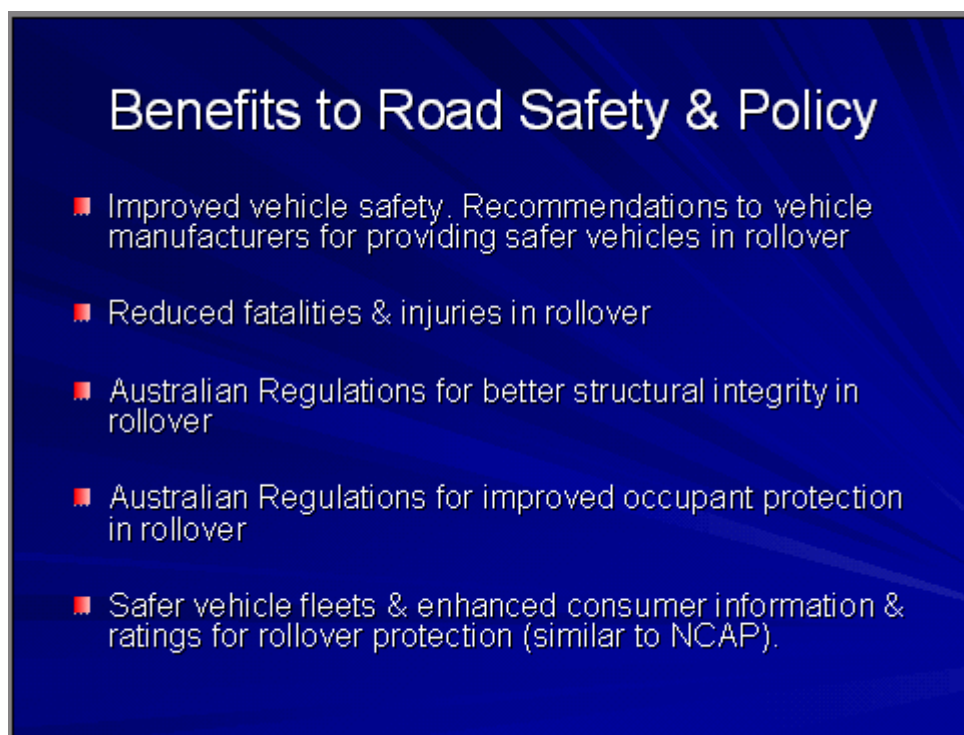 Benefits to Road Safety & Policy
Improved vehicle safety. Recommendations to vehicle
manufacturers for providing safer vehicles in rollover
Reduced fatalities & injuries in rollover
Australian Regulations for better structural integrity in
rollover
Australian Regulations for improved occupant protection
in rollover
Safer vehicle fleets & enhanced consumer information &
ratings for rollover protection (similar to NCAP).